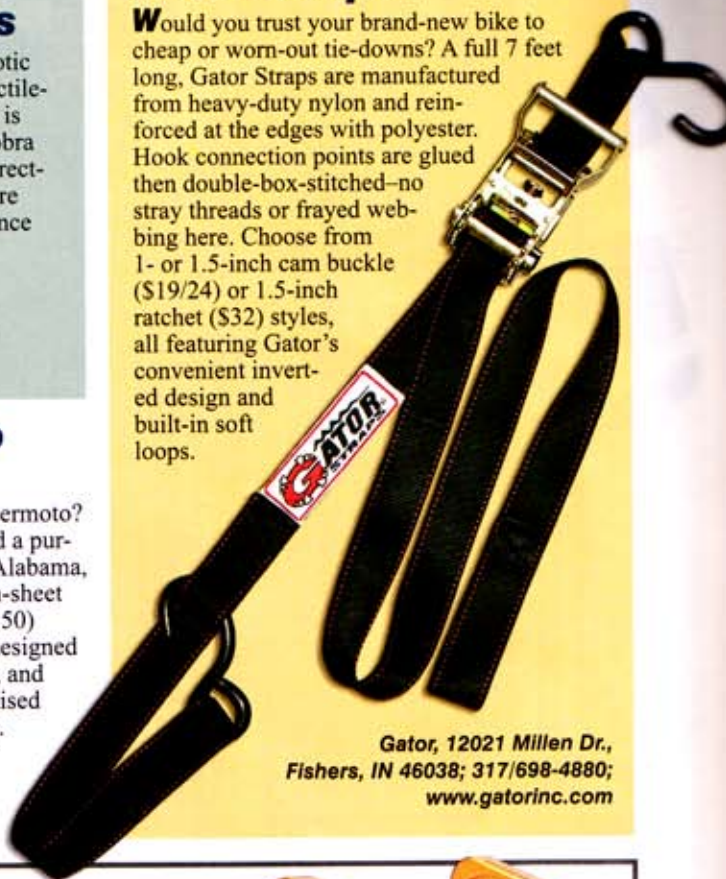 s
otic
ctile-
is
obra
rect-
re
nce
ermoto?
d a pur-
Alabama,
-sheet
50)
esigned
and
ised
.
Would you trust your brand-new bike to
cheap or worn-out tie-downs? A full 7 feet
long, Gator Straps are manufactured
from heavy-duty nylon and rein-
forced at the edges with polyester.
Hook connection points are glued
then double-box-stitched–no
stray threads or frayed web-
bing here. Choose from
1- or 1.5-inch cam buckle
($19/24) or 1.5-inch
ratchet ($32) styles,
all featuring Gator's
convenient invert-
ed design and
built-in soft
loops.
GATOR
STRAPS
Gator, 12021 Millen Dr.,
Fishers, IN 46038; 317/698-4880;
www.gatorinc.com